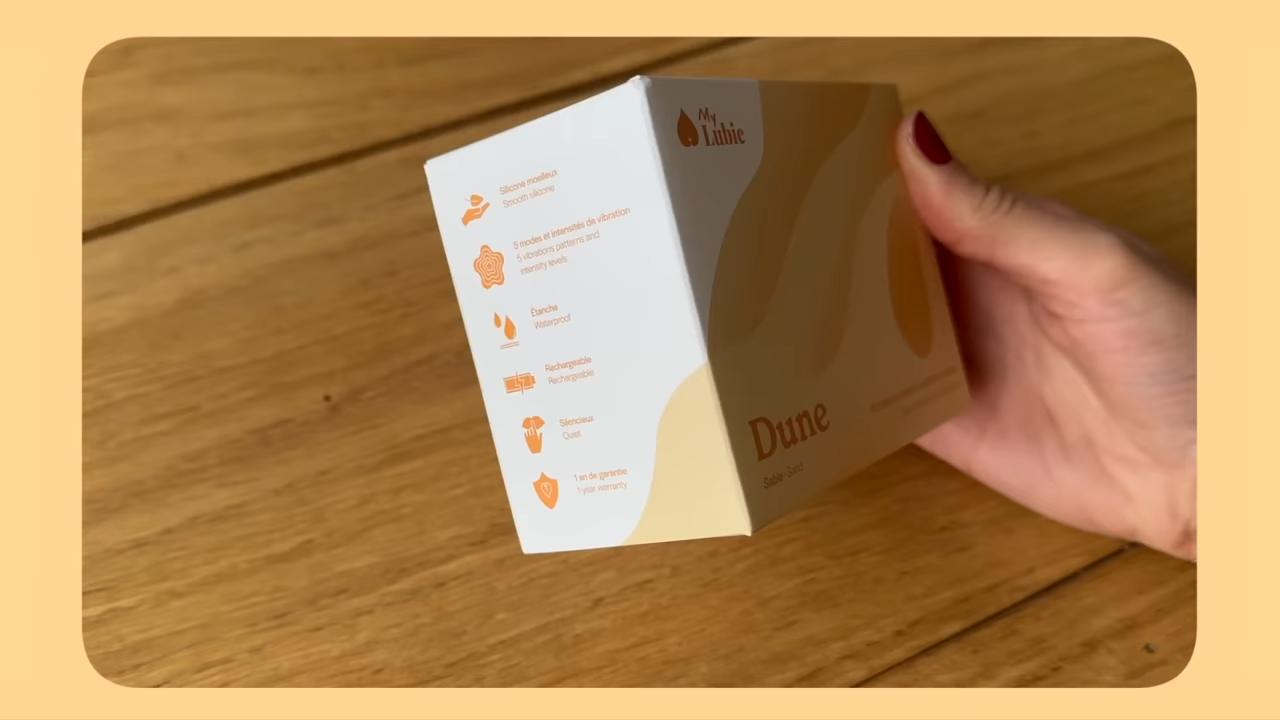 Silicone moelleux
Smooth silicone
5 modes et intensités de vibration
5 vibrations patterns and
intensity levels
Étanche
Waterproof
Rechargeable
Rechargeable
Silencieux
Quiet
1 an de garantie
1-year warranty
My
Lubie
Dune
Sable - Sand